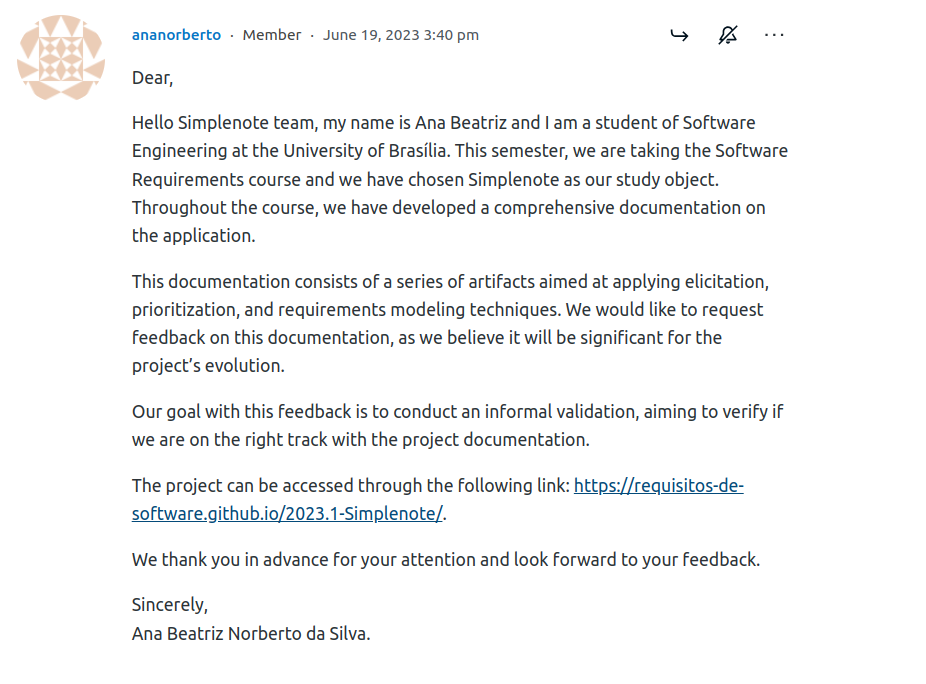 ananorberto · Member · June 19, 2023 3:40 pm
Dear,
Hello Simplenote team, my name is Ana Beatriz and I am a student of Software
Engineering at the University of Brasília. This semester, we are taking the Software
Requirements course and we have chosen Simplenote as our study object.
Throughout the course, we have developed a comprehensive documentation on
the application.
This documentation consists of a series of artifacts aimed at applying elicitation,
prioritization, and requirements modeling techniques. We would like to request
feedback on this documentation, as we believe it will be significant for the
project’s evolution.
Our goal with this feedback is to conduct an informal validation, aiming to verify if
we are on the right track with the project documentation.
The project can be accessed through the following link: https://requisitos-de-
software.github.io/2023.1-Simplenote/.
We thank you in advance for your attention and look forward to your feedback.
Sincerely,
Ana Beatriz Norberto da Silva.